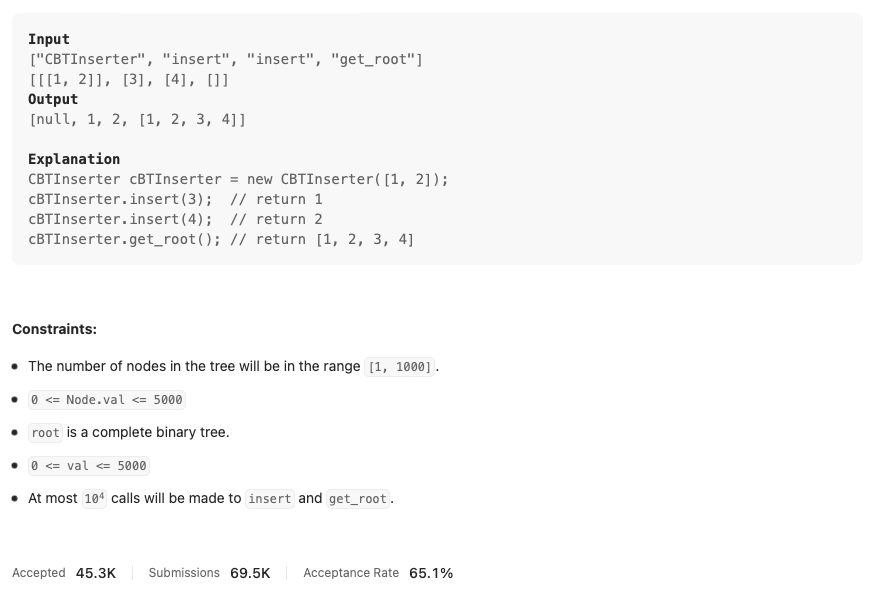 Input
["CBTInserter", "insert", "insert", "get_root"]
[[[1, 2]], [3], [4], []]
Output
[null, 1, 2, [1, 2, 3, 4]]
Explanation
CBTInserter cBTInserter = new CBTInserter([1, 2]);
cBTInserter.insert(3);  // return 1
cBTInserter.insert(4);  // return 2
cBTInserter.get_root(); // return [1, 2, 3, 4]
Constraints:
• The number of nodes in the tree will be in the range [1, 1000].
• 0 <= Node.val <= 5000
• root is a complete binary tree.
• 0 <= val <= 5000
• At most 10⁴ calls will be made to insert and get_root.
Accepted 45.3K Submissions 69.5K Acceptance Rate 65.1%